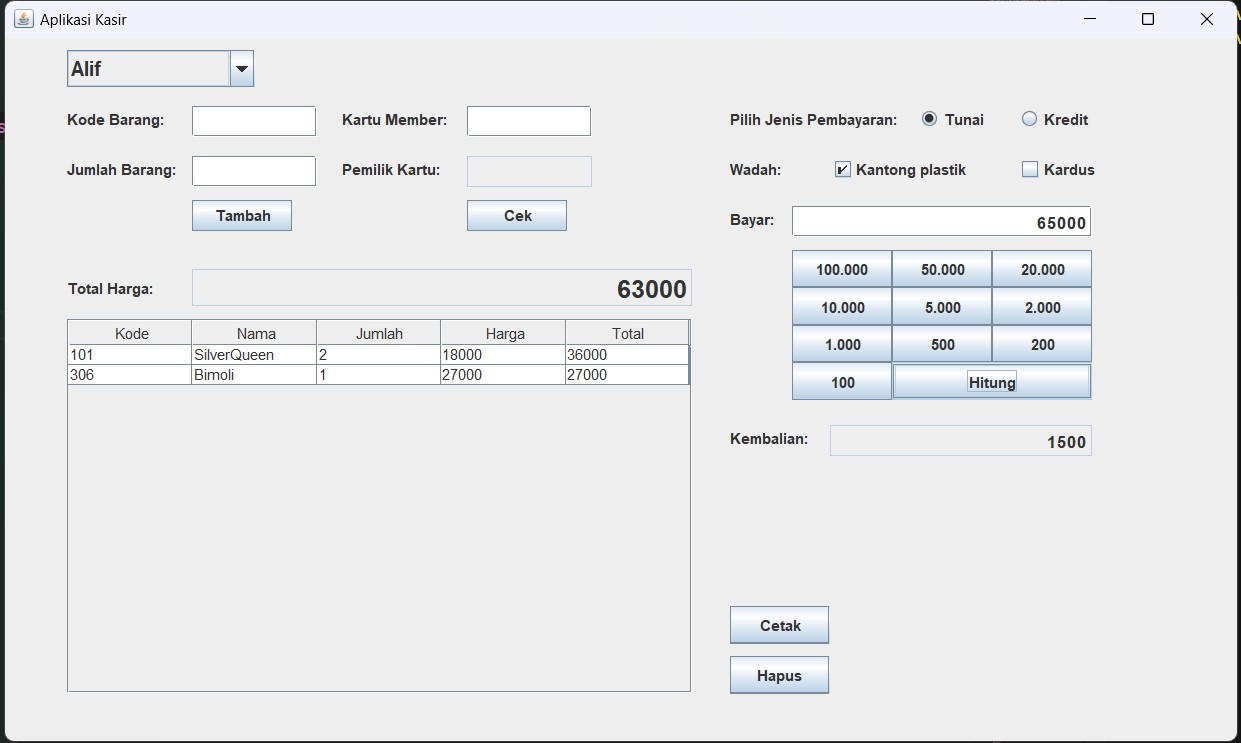 Aplikasi Kasir
Alif
Kode Barang:
Kartu Member:
Pilih Jenis Pembayaran: Tunai Kredit
Jumlah Barang:
Pemilik Kartu:
Wadah: Kantong plastik Kardus
Tambah
Cek
Bayar: 65000
100.000 50.000 20.000
10.000 5.000 2.000
1.000 500 200
100 Hitung
Total Harga: 63000
Kode Nama Jumlah Harga Total
101 SilverQueen 2 18000 36000
306 Bimoli 1 27000 27000
Kembalian: 1500
Cetak
Hapus